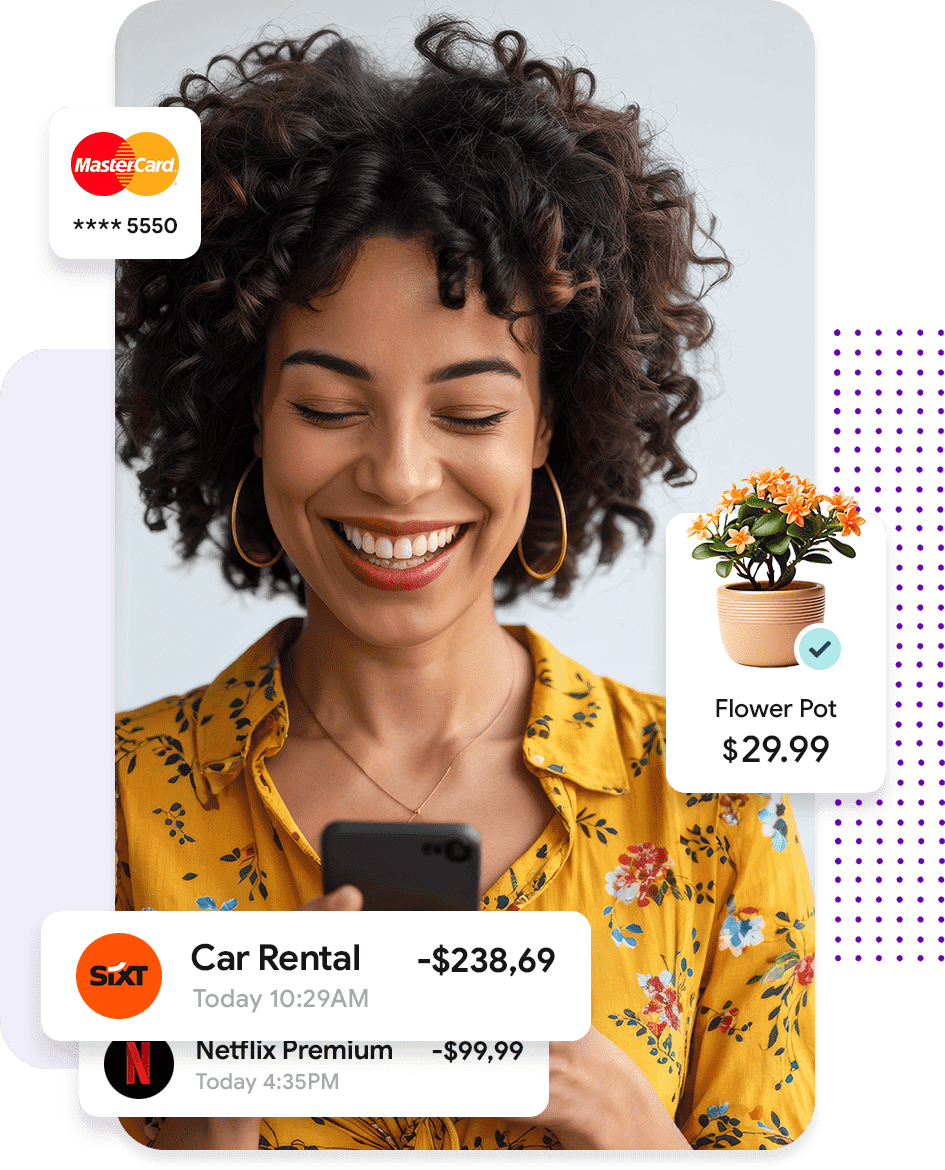 MasterCard
**** 5550
Flower Pot
$29.99
SiXT
Car Rental
-$238,69
Today 10:29AM
N
Netflix Premium
-$99,99
Today 4:35PM